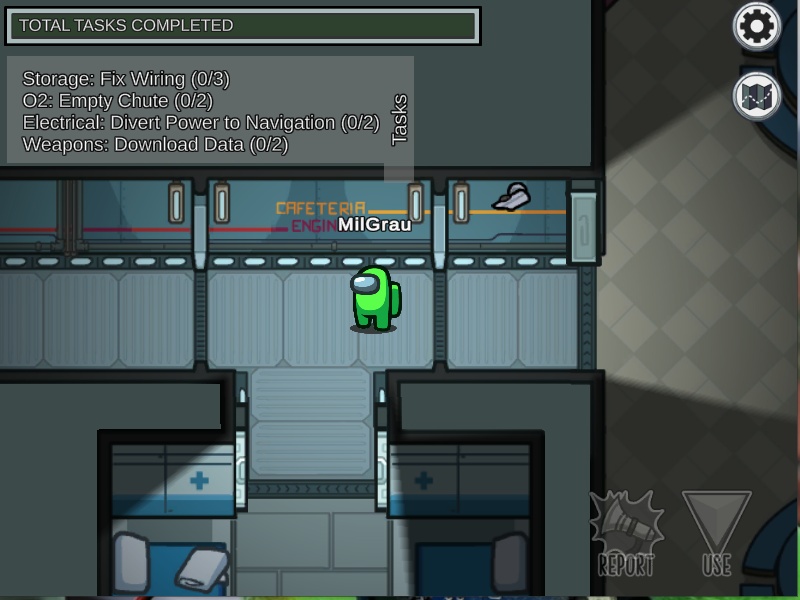 TOTAL TASKS COMPLETED
Storage: Fix Wiring (0/3)
O2: Empty Chute (0/2)
Electrical: Divert Power to Navigation (0/2)
Weapons: Download Data (0/2)
Tasks
CAFETERIA
ENGIN
MilGrau
REPORT
USE